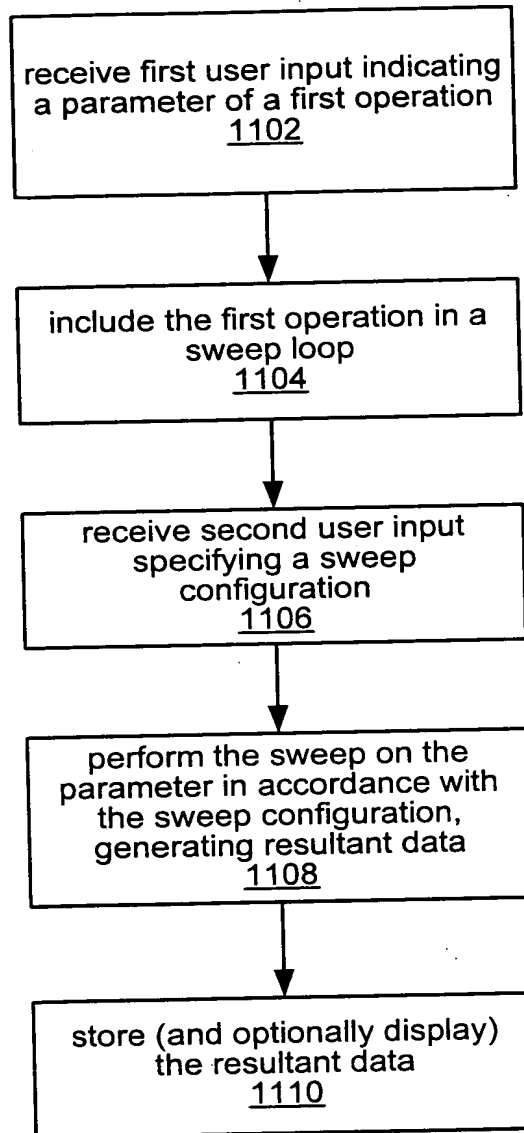 receive first user input indicating
a parameter of a first operation
1102
include the first operation in a
sweep loop
1104
receive second user input
specifying a sweep
configuration
1106
perform the sweep on the
parameter in accordance with
the sweep configuration,
generating resultant data
1108
store (and optionally display)
the resultant data
1110